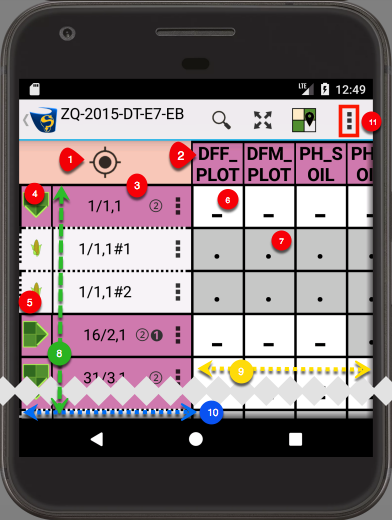 LTE 12:49
ZQ-2015-DT-E7-EB
11
1
2
DFF_
PLOT
DFM_
PLOT
PH_S
OIL
PH
OI
3
4
1/1,1 ②
6
–
–
–
1/1,1#1
7
1/1,1#2
5
16/2,1 ②❶
–
–
–
8
31/3,1 ②
9
10